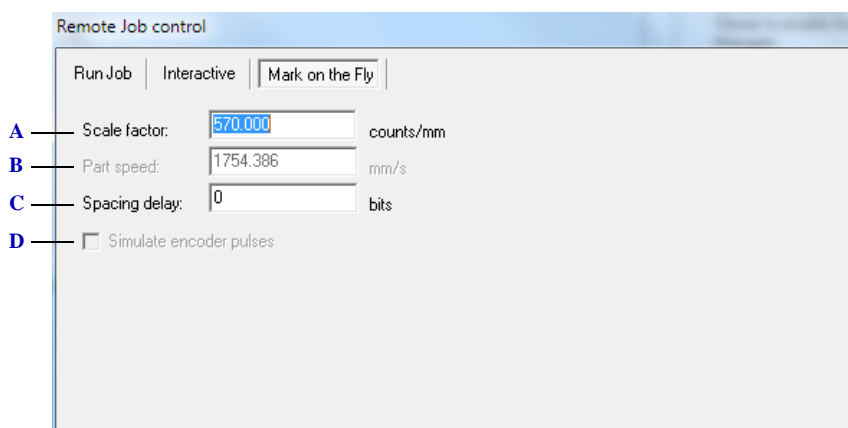 Remote Job control
Run Job Interactive Mark on the Fly
A Scale factor: 570.000 counts/mm
B Part speed: 1754.386 mm/s
C Spacing delay: 0 bits
D Simulate encoder pulses